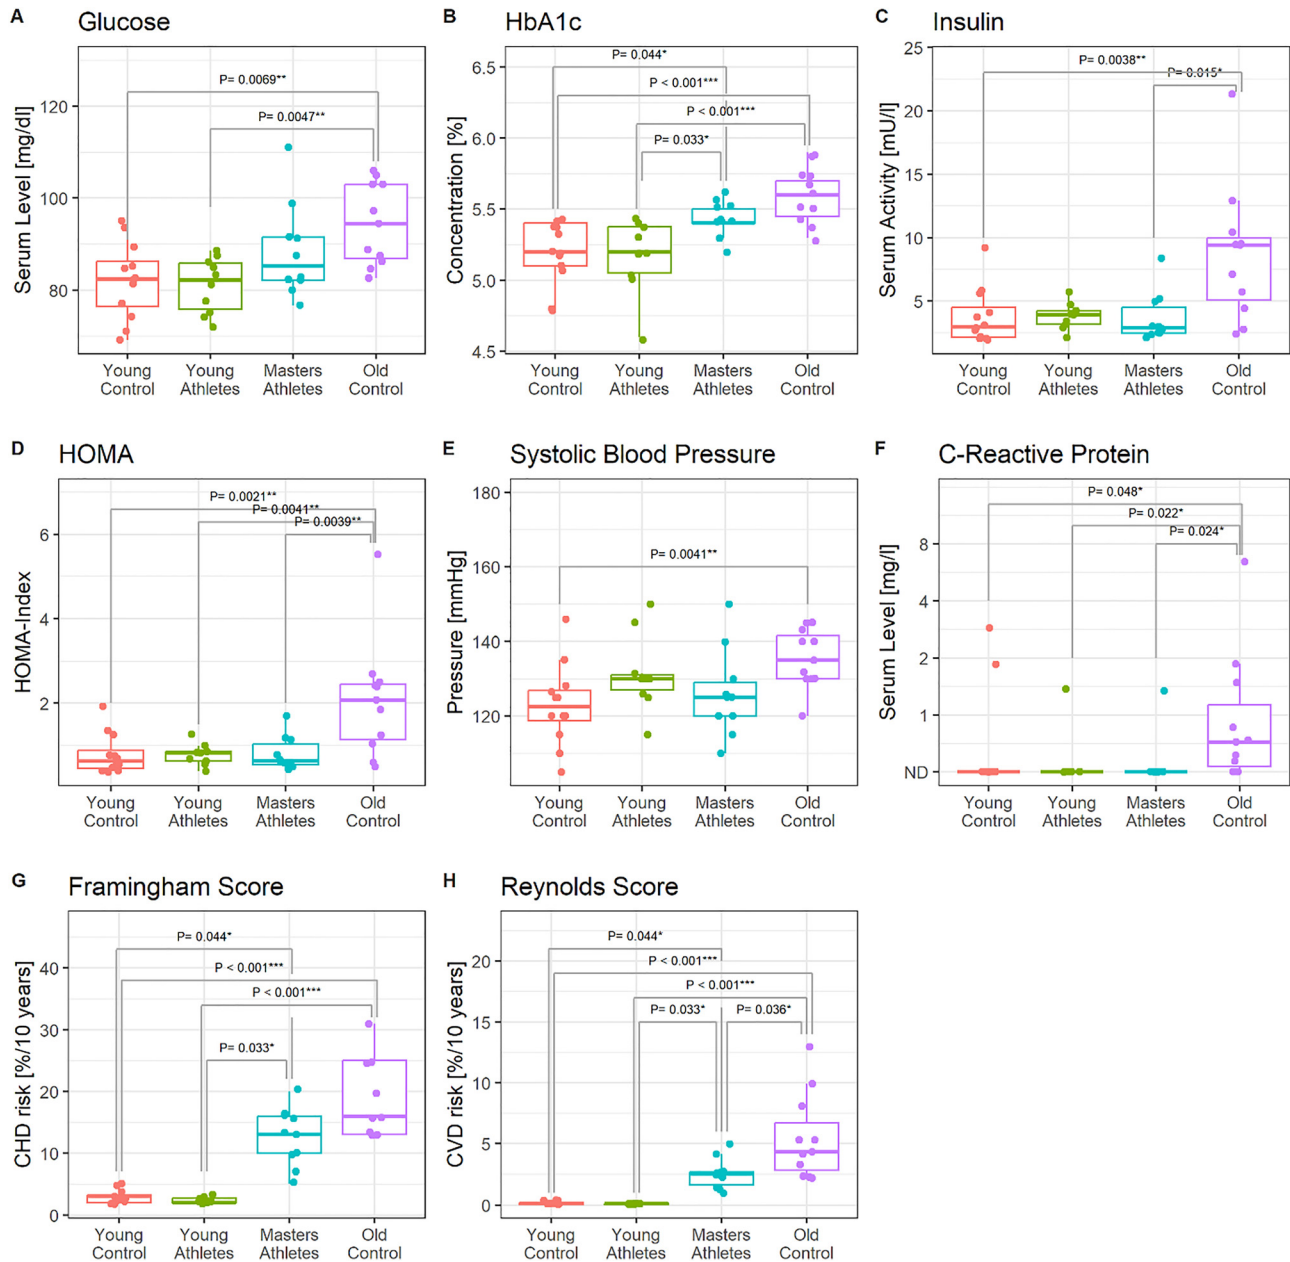 A Glucose
Serum Level [mg/dl]
120
100
80
P= 0.0069**
P= 0.0047**
Young Control
Young Athletes
Masters Athletes
Old Control
B HbA1c
Concentration [%]
6.5
6.0
5.5
5.0
4.5
P= 0.044*
P < 0.001***
P < 0.001***
P= 0.033*
Young Control
Young Athletes
Masters Athletes
Old Control
C Insulin
Serum Activity [mU/l]
25
20
15
10
5
P= 0.0038**
P= 0.015*
Young Control
Young Athletes
Masters Athletes
Old Control
D HOMA
HOMA-Index
6
4
2
P= 0.0021**
P= 0.0041**
P= 0.0039**
Young Control
Young Athletes
Masters Athletes
Old Control
E Systolic Blood Pressure
Pressure [mmHg]
180
160
140
120
P= 0.0041**
Young Control
Young Athletes
Masters Athletes
Old Control
F C-Reactive Protein
Serum Level [mg/l]
8
4
2
1
ND
P= 0.048*
P= 0.022*
P= 0.024*
Young Control
Young Athletes
Masters Athletes
Old Control
G Framingham Score
CHD risk [%/10 years]
40
30
20
10
0
P= 0.044*
P < 0.001***
P < 0.001***
P= 0.033*
Young Control
Young Athletes
Masters Athletes
Old Control
H Reynolds Score
CVD risk [%/10 years]
20
15
10
5
0
P= 0.044*
P < 0.001***
P < 0.001***
P= 0.033*
P= 0.036*
Young Control
Young Athletes
Masters Athletes
Old Control